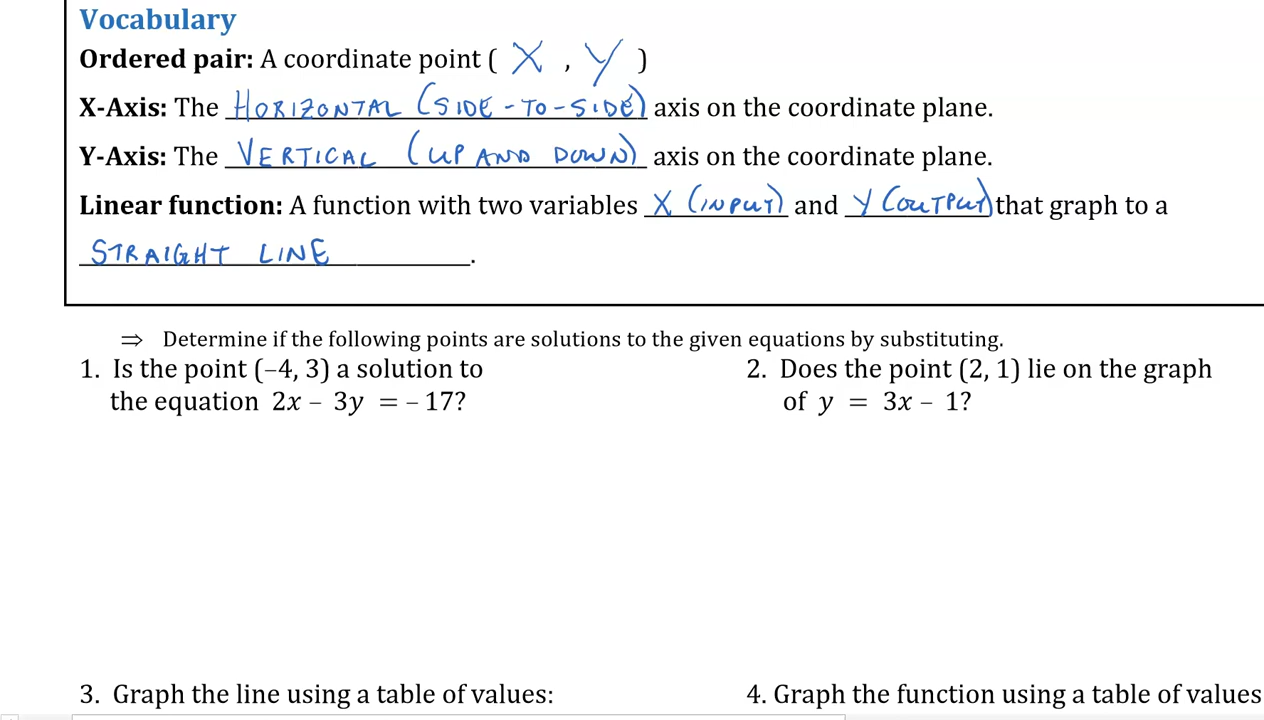 Vocabulary
Ordered pair: A coordinate point ( X , Y )
X-Axis: The HORIZONTAL (SIDE-TO-SIDE) axis on the coordinate plane.
Y-Axis: The VERTICAL (UP AND DOWN) axis on the coordinate plane.
Linear function: A function with two variables X (INPUT) and Y (OUTPUT) that graph to a
STRAIGHT LINE.
⇒ Determine if the following points are solutions to the given equations by substituting.
1. Is the point (−4, 3) a solution to
the equation 2x − 3y = − 17?
2. Does the point (2, 1) lie on the graph
of y = 3x − 1?
3. Graph the line using a table of values:
4. Graph the function using a table of values